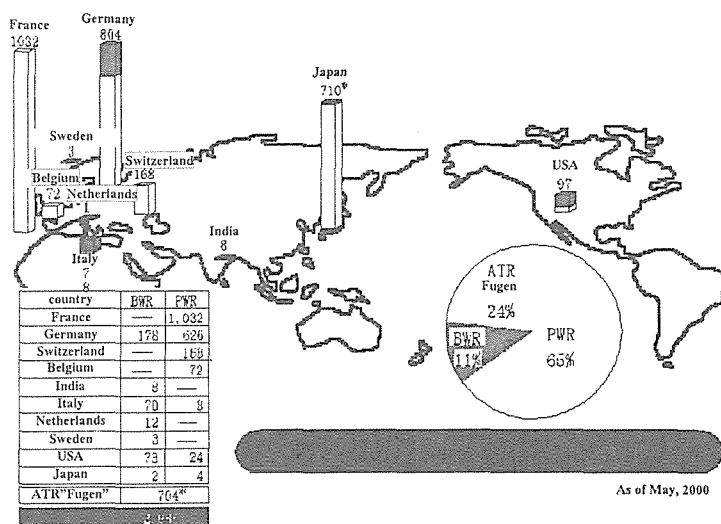 France
1032
Germany
804
Japan
710*
Sweden
3
Switzerland
168
Belgium
72
Netherlands
1
USA
97
India
8
Italy
7
8
ATR
Fugen
24%
BWR
11%
PWR
65%
country BWR PWR
France — 1,032
Germany 178 626
Switzerland — 168
Belgium — 72
India 8 —
Italy 70 8
Netherlands 12 —
Sweden 3 —
USA 73 24
Japan 2 4
ATR"Fugen" 704*
As of May, 2000